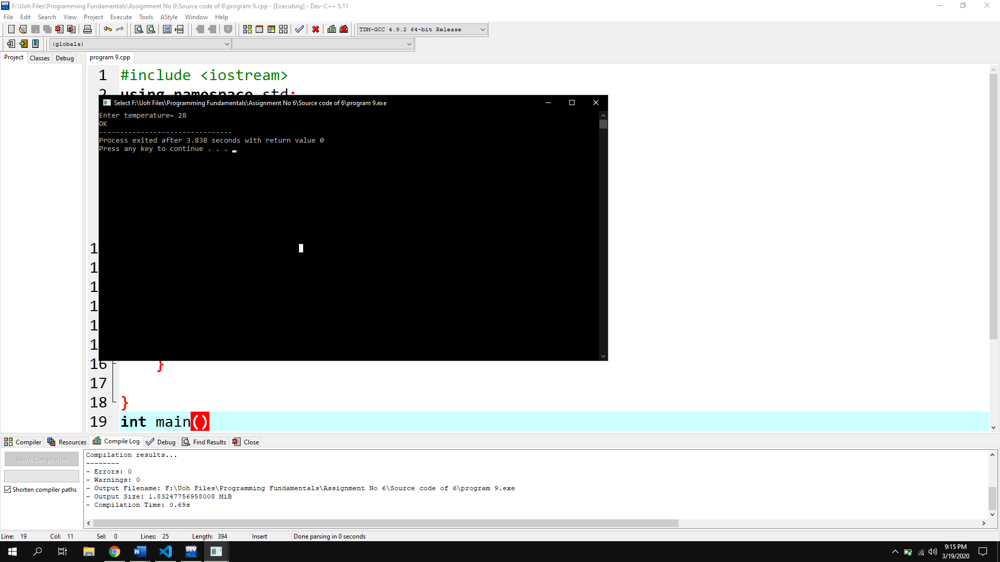 F:\Uoh Files\Programming Fundamentals\Assignment No 6\Source code of 6\program 9.cpp - [Executing] - Dev-C++ 5.11
File Edit Search View Project Execute Tools AStyle Window Help
TDM-GCC 4.9.2 64-bit Release
(globals)
Project Classes Debug program 9.cpp
1 #include <iostream>
2 using namespace std;
Select F:\Uoh Files\Programming Fundamentals\Assignment No 6\Source code of 6\program 9.exe
Enter temperature= 28
OK
--------------------------------
Process exited after 3.838 seconds with return value 0
Press any key to continue . . .
1
1
1
1
1
1
16 }
17
18 }
19 int main()
Compiler Resources Compile Log Debug Find Results Close
Abort Compilation
Shorten compiler paths
Compilation results...
--------
- Errors: 0
- Warnings: 0
- Output Filename: F:\Uoh Files\Programming Fundamentals\Assignment No 6\Source code of 6\program 9.exe
- Output Size: 1.83247756958008 MiB
- Compilation Time: 0.69s
Line: 19 Col: 11 Sel: 0 Lines: 25 Length: 394 Insert Done parsing in 0 seconds
DEV
9:15 PM
3/19/2020